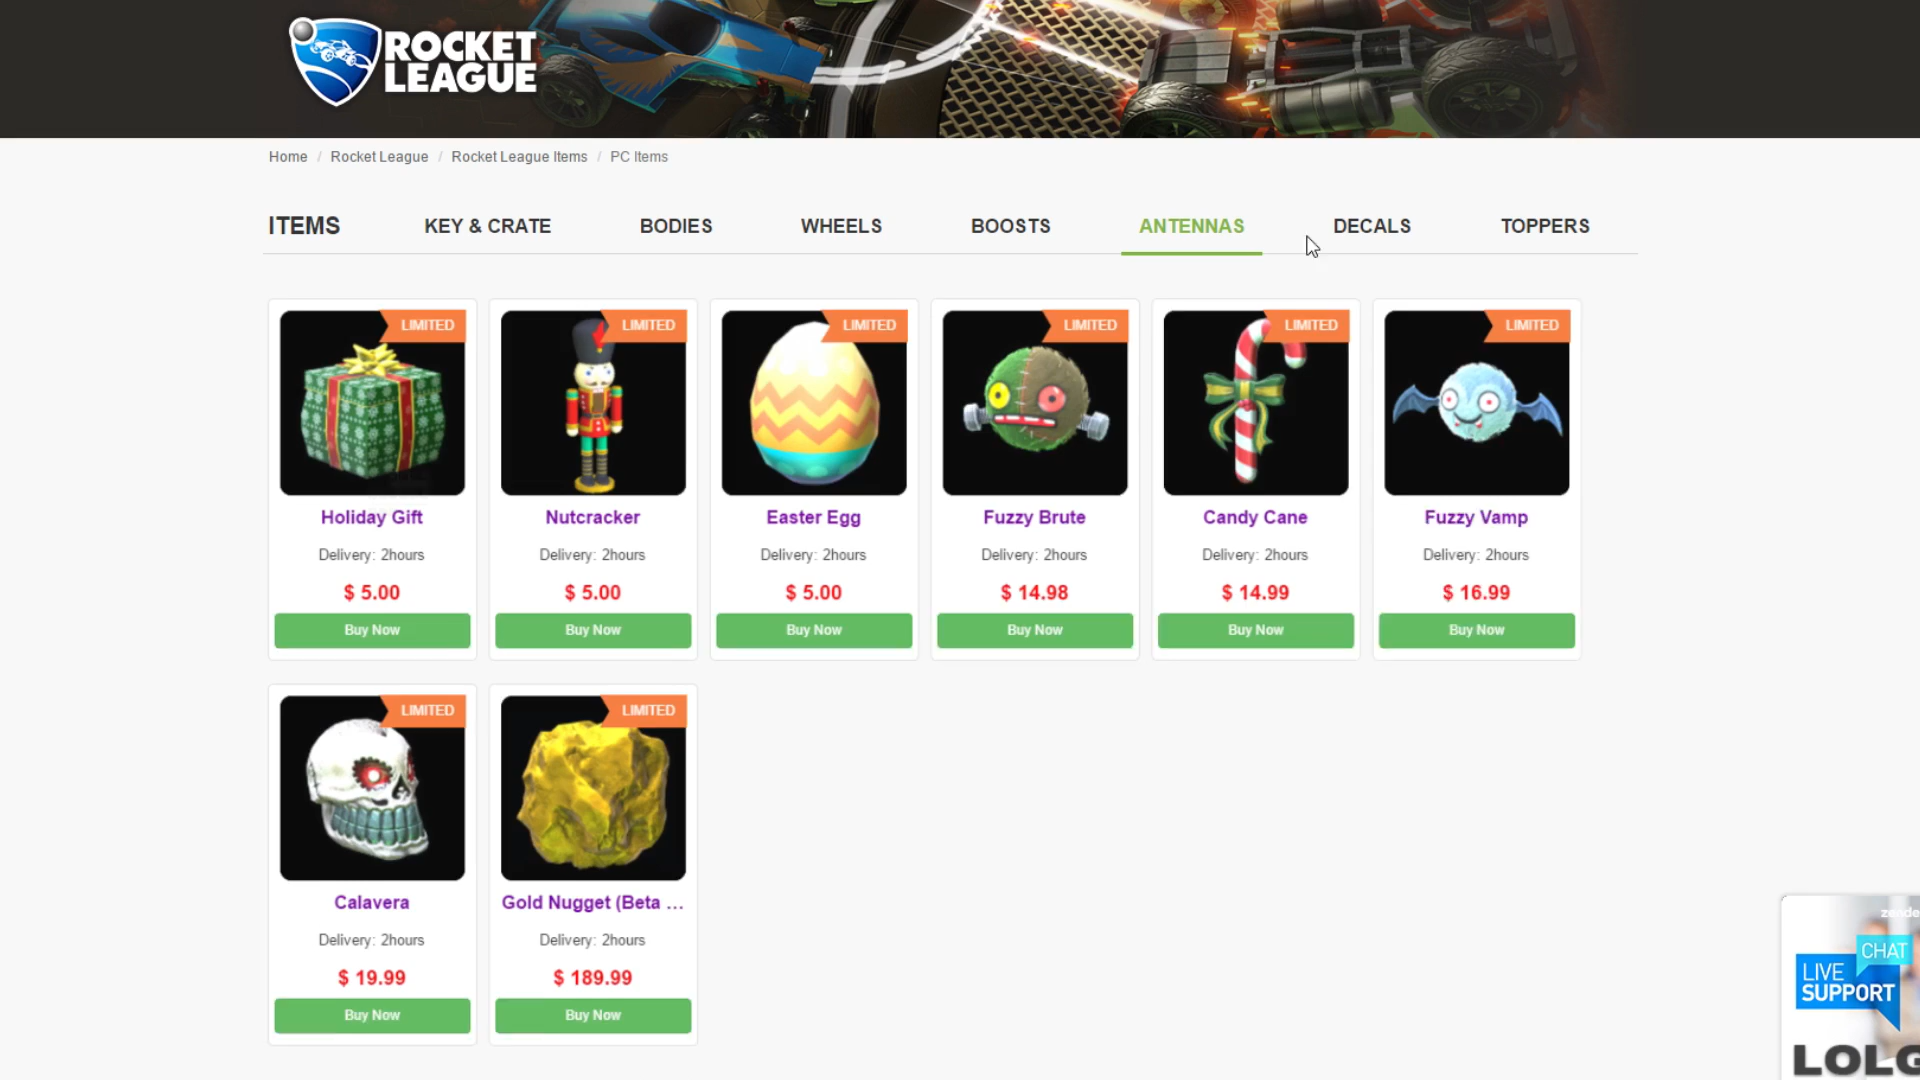 ROCKET
LEAGUE
Home / Rocket League / Rocket League Items / PC Items
ITEMS KEY & CRATE BODIES WHEELS BOOSTS ANTENNAS DECALS TOPPERS
LIMITED LIMITED LIMITED LIMITED LIMITED LIMITED
Holiday Gift Nutcracker Easter Egg Fuzzy Brute Candy Cane Fuzzy Vamp
Delivery: 2hours Delivery: 2hours Delivery: 2hours Delivery: 2hours Delivery: 2hours Delivery: 2hours
$ 5.00 $ 5.00 $ 5.00 $ 14.98 $ 14.99 $ 16.99
Buy Now Buy Now Buy Now Buy Now Buy Now Buy Now
LIMITED LIMITED
Calavera Gold Nugget (Beta ...
Delivery: 2hours Delivery: 2hours
$ 19.99 $ 189.99
Buy Now Buy Now
CHAT
LIVE
SUPPORT